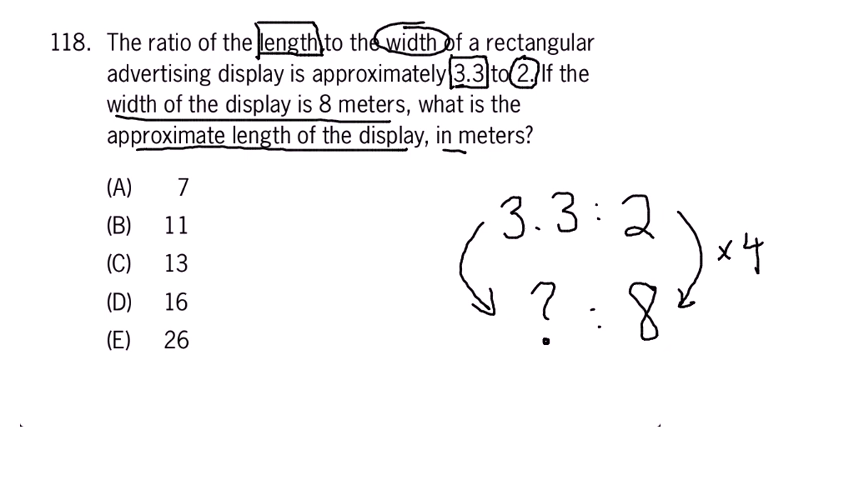 118. The ratio of the length to the width of a rectangular
advertising display is approximately 3.3 to 2. If the
width of the display is 8 meters, what is the
approximate length of the display, in meters?
(A) 7
(B) 11
(C) 13
(D) 16
(E) 26
3.3 : 2
× 4
? : 8